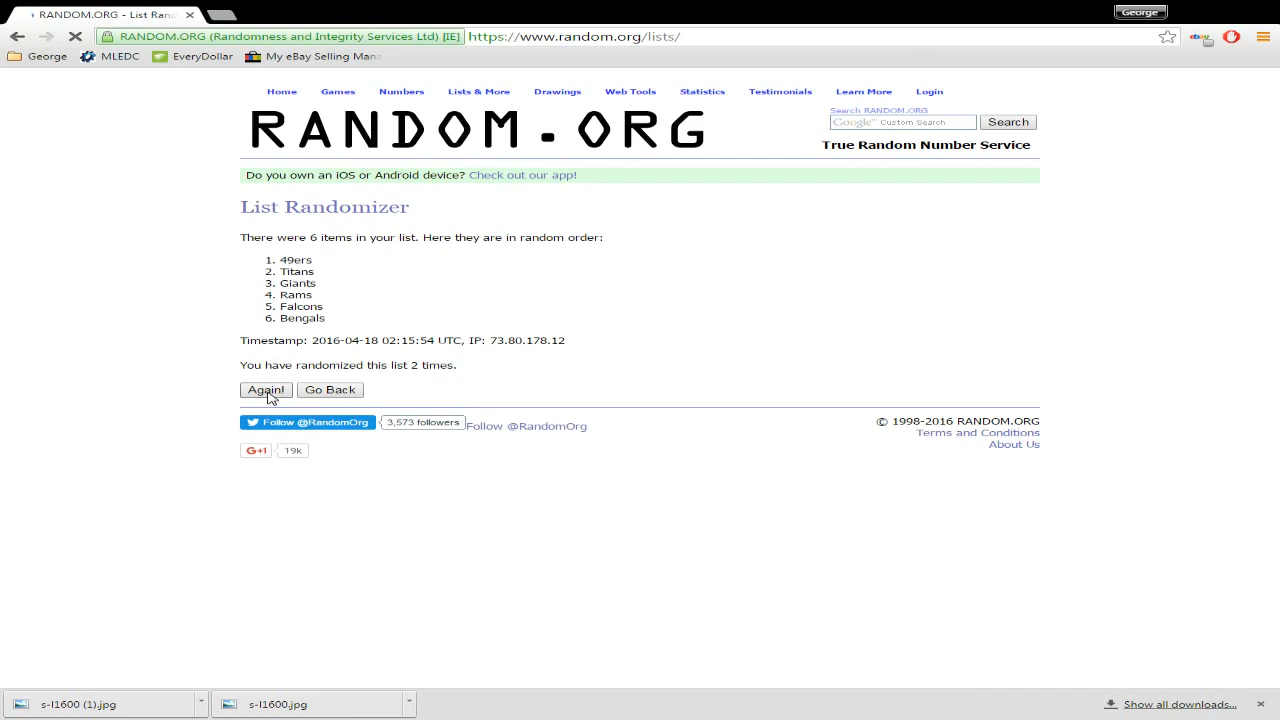 RANDOM.ORG - List Ran
George
RANDOM.ORG (Randomness and Integrity Services Ltd) [IE] https://www.random.org/lists/
George MLEDC EveryDollar My eBay Selling Mana
Home Games Numbers Lists & More Drawings Web Tools Statistics Testimonials Learn More Login
RANDOM.ORG
Search RANDOM.ORG
Google™ Custom Search Search
True Random Number Service
Do you own an iOS or Android device? Check out our app!
List Randomizer
There were 6 items in your list. Here they are in random order:
1. 49ers
2. Titans
3. Giants
4. Rams
5. Falcons
6. Bengals
Timestamp: 2016-04-18 02:15:54 UTC, IP: 73.80.178.12
You have randomized this list 2 times.
Again! Go Back
Follow @RandomOrg 3,573 followers Follow @RandomOrg
G+1 19k
© 1998-2016 RANDOM.ORG
Terms and Conditions
About Us
s-l1600 (1).jpg s-l1600.jpg Show all downloads...